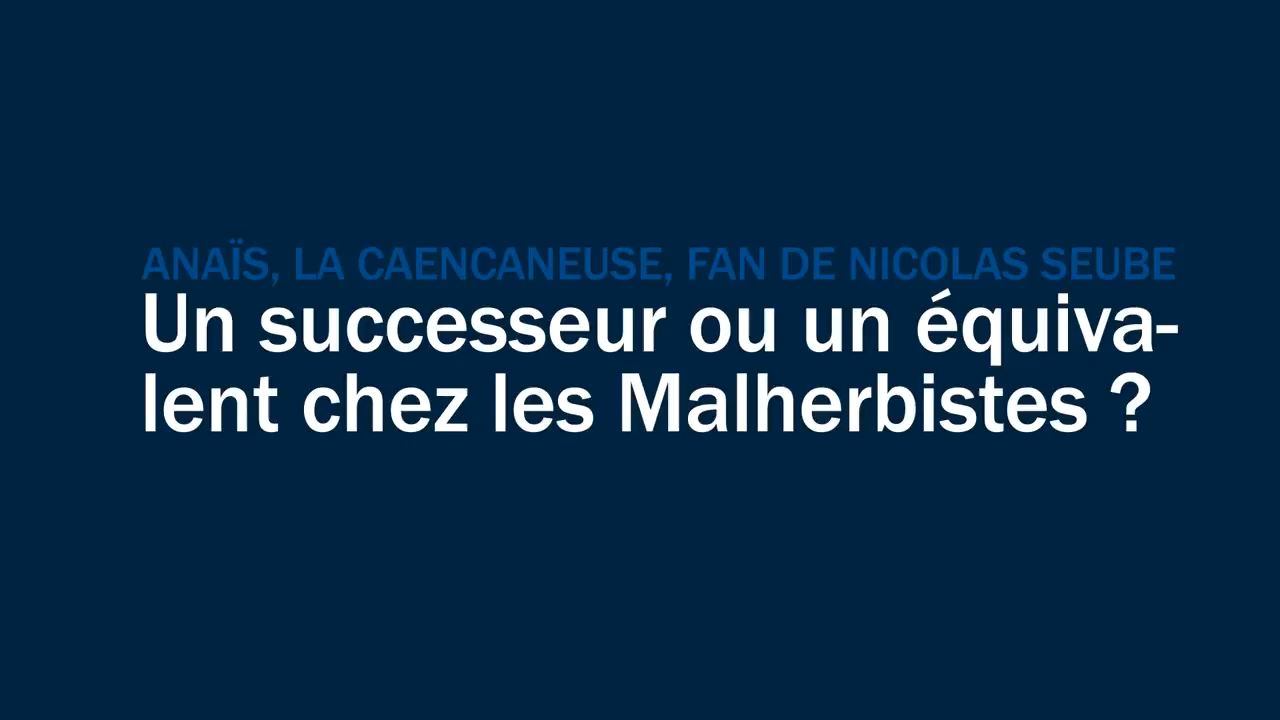 ANAÏS, LA CAENCANEUSE, FAN DE NICOLAS SEUBE
Un successeur ou un équiva-
lent chez les Malherbistes ?